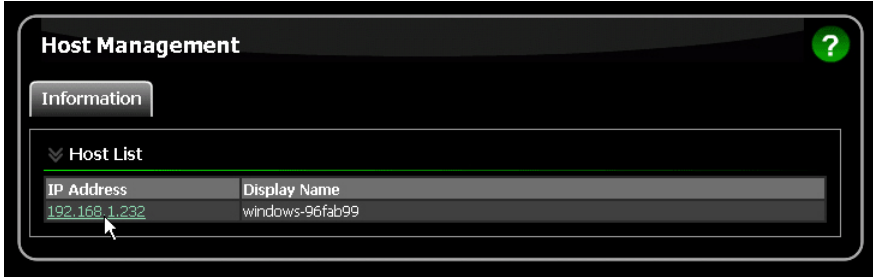 Host Management
?
Information
Host List
IP Address Display Name
192.168.1.232 windows-96fab99